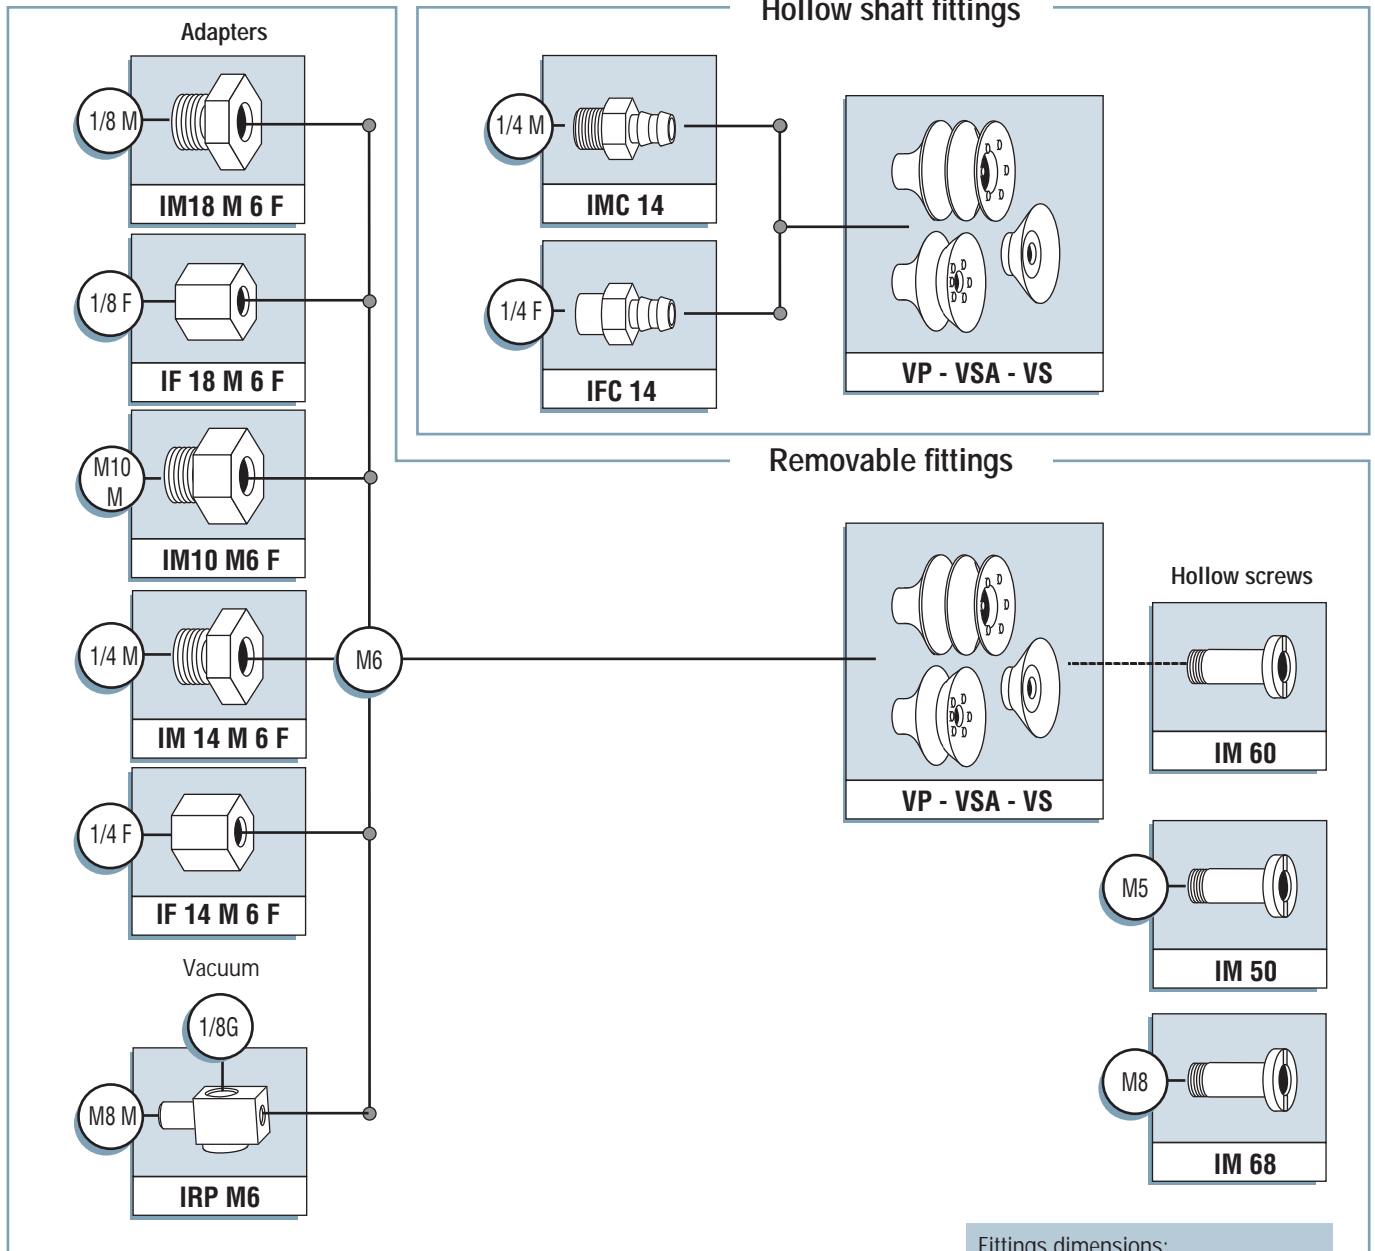 Adapters
1/8 M
IM18 M 6 F
1/8 F
IF 18 M 6 F
M10
M
IM10 M6 F
1/4 M
IM 14 M 6 F
1/4 F
IF 14 M 6 F
Vacuum
1/8G
M8 M
IRP M6
M6
Hollow shaft fittings
1/4 M
IMC 14
1/4 F
IFC 14
VP - VSA - VS
Removable fittings
VP - VSA - VS
Hollow screws
IM 60
M5
IM 50
M8
IM 68
Fittings dimensions: